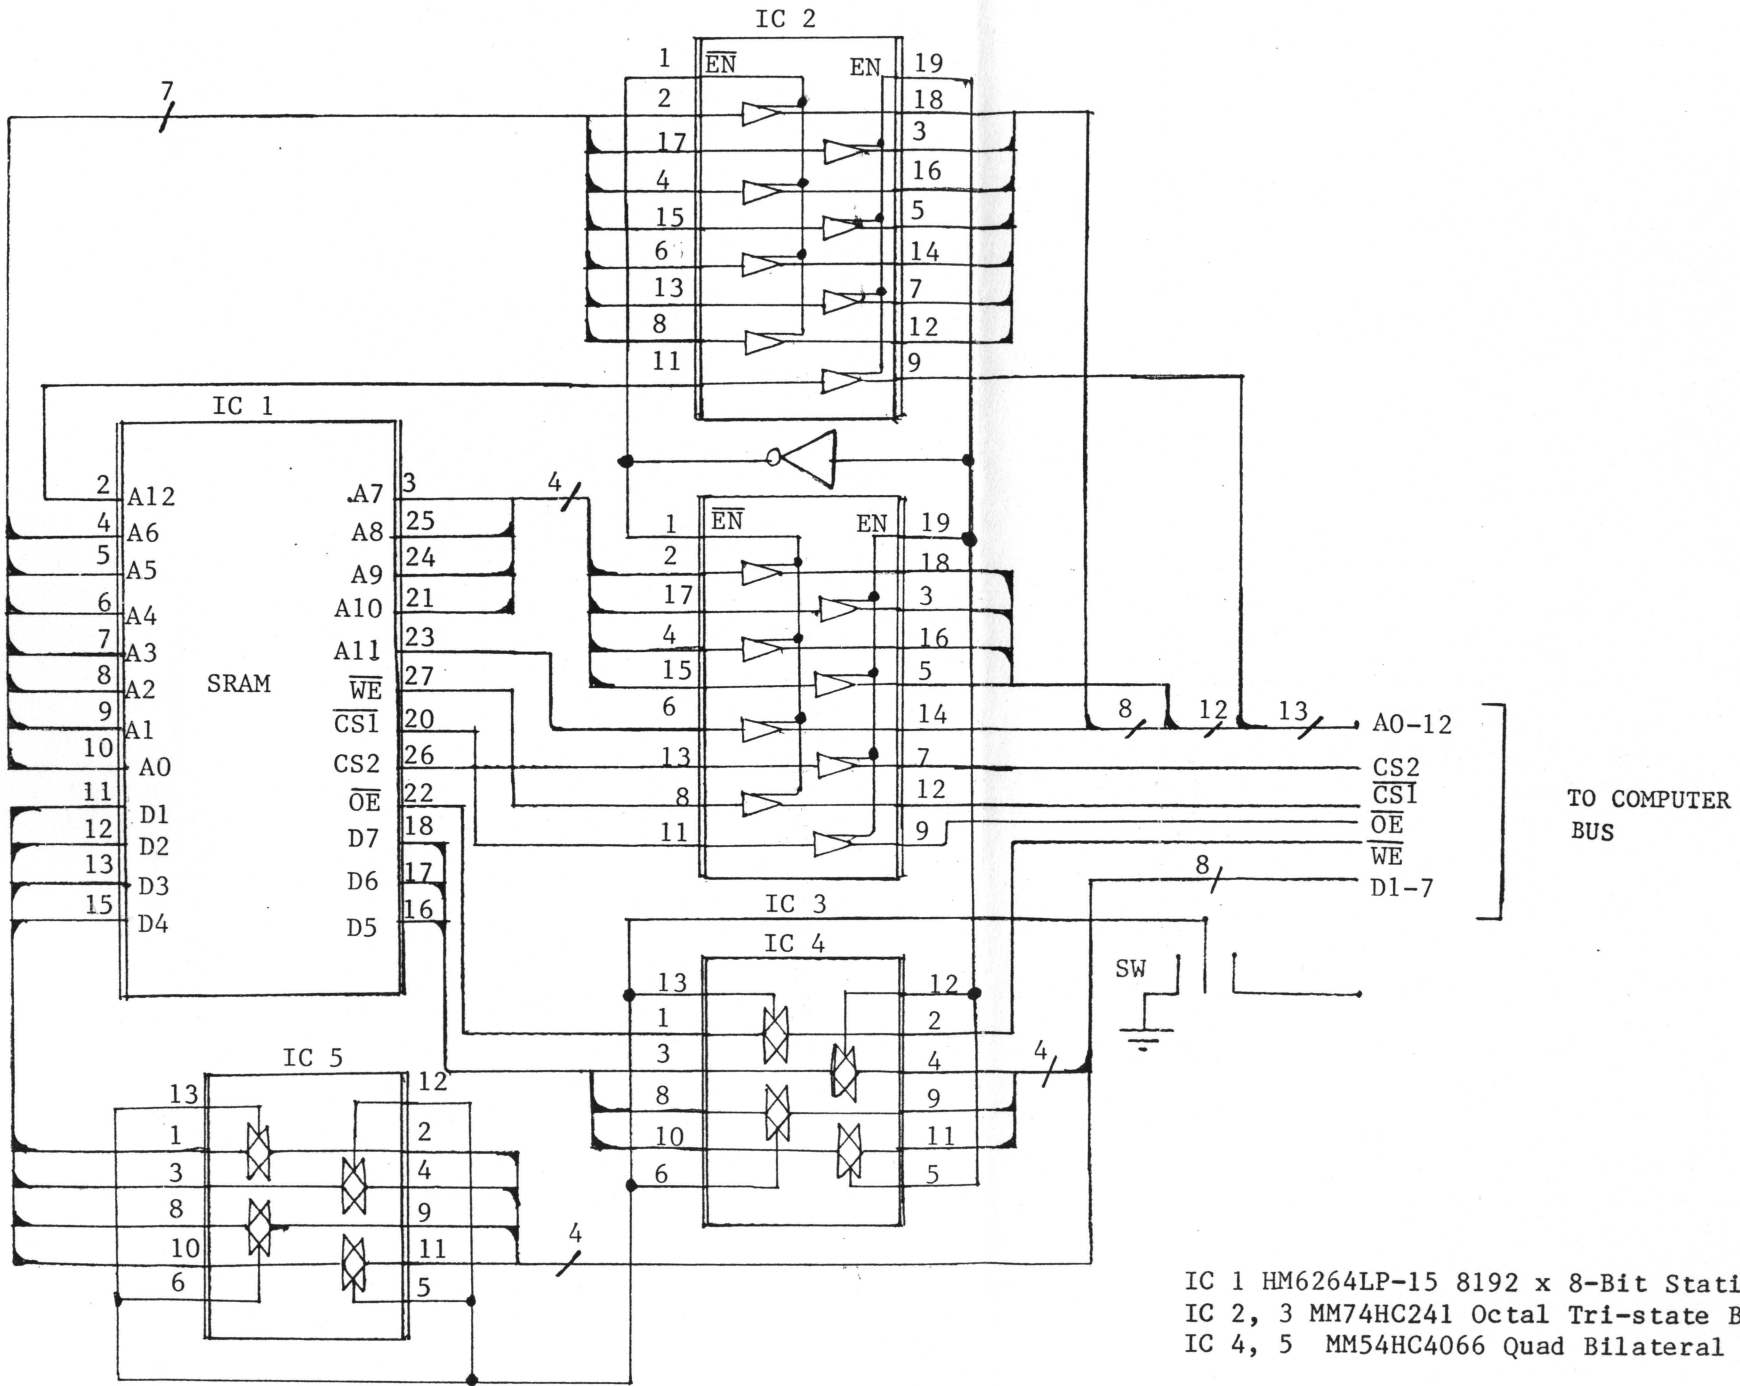 IC 2
1 EN EN 19
7
2 18
17 3
4 16
15 5
6 14
13 7
8 12
11 9
IC 1
2 A12 A7 3
4 A6 A8 25
5 A5 A9 24
6 A4 A10 21
7 A3 A11 23
8 A2 WE 27
9 A1 CS1 20
10 A0 CS2 26
11 D1 OE 22
12 D2 D7 18
13 D3 D6 17
15 D4 D5 16
SRAM
4
1 EN EN 19
2 18
17 3
4 16
15 5
6 14
13 7
8 12
11 9
IC 3
8 12 13 A0-12
CS2
CS1
OE
WE
8 D1-7
TO COMPUTER
BUS
SW
IC 4
13 12
1 2
3 4
8 9
10 11
6 5
4
IC 5
13 12
1 2
3 4
8 9
10 11
6 5
4
IC 1 HM6264LP-15 8192 x 8-Bit Stati
IC 2, 3 MM74HC241 Octal Tri-state B
IC 4, 5 MM54HC4066 Quad Bilateral